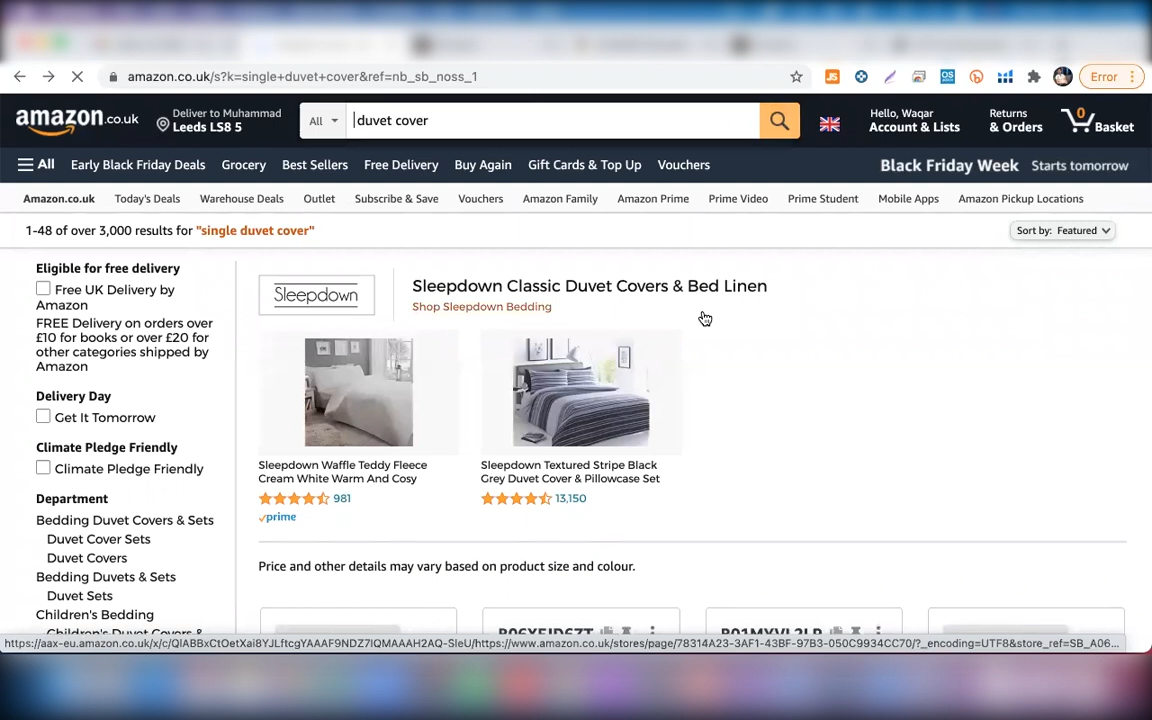 amazon.co.uk/s?k=single+duvet+cover&ref=nb_sb_noss_1
Error
amazon.co.uk
Deliver to Muhammad
Leeds LS8 5
All
duvet cover
Hello, Waqar
Account & Lists
Returns
& Orders
0
Basket
All
Early Black Friday Deals
Grocery
Best Sellers
Free Delivery
Buy Again
Gift Cards & Top Up
Vouchers
Black Friday Week
Starts tomorrow
Amazon.co.uk
Today's Deals
Warehouse Deals
Outlet
Subscribe & Save
Vouchers
Amazon Family
Amazon Prime
Prime Video
Prime Student
Mobile Apps
Amazon Pickup Locations
1-48 of over 3,000 results for "single duvet cover"
Sort by: Featured
Eligible for free delivery
Free UK Delivery by
Amazon
FREE Delivery on orders over
£10 for books or over £20 for
other categories shipped by
Amazon
Delivery Day
Get It Tomorrow
Climate Pledge Friendly
Climate Pledge Friendly
Department
Bedding Duvet Covers & Sets
Duvet Cover Sets
Duvet Covers
Bedding Duvets & Sets
Duvet Sets
Children's Bedding
Sleepdown
Sleepdown Classic Duvet Covers & Bed Linen
Shop Sleepdown Bedding
Sleepdown Waffle Teddy Fleece
Cream White Warm And Cosy
981
prime
Sleepdown Textured Stripe Black
Grey Duvet Cover & Pillowcase Set
13,150
Price and other details may vary based on product size and colour.